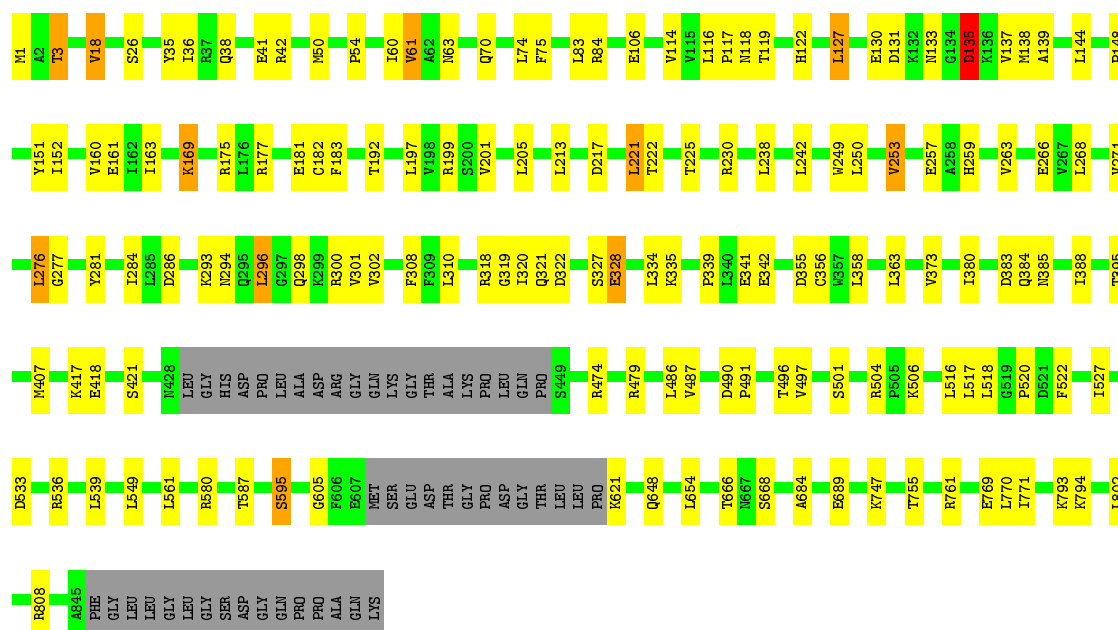 M1 A2 T3 V18 S26 Y35 I36 R37 Q38 E41 R42 M50 P54 I60 V61 A62 N63 Q70 L74 F75 L83 R84 E106 V114 V115 L116 P117 N118 T119 H122 L127 E130 D131 K132 N133 G134 D135 K136 V137 M138 A139 L144
Y151 I152 V160 E161 I162 I163 K169 R175 L176 R177 E181 C182 F183 T192 L197 V198 R199 S200 V201 L205 L213 D217 L221 T222 T225 R230 L238 L242 W249 L250 V253 E257 A258 H259 V263 E266 V267 L268
L276 G277 Y281 I284 L285 D286 K293 N294 Q295 L296 G297 Q298 K299 R300 V301 V302 F308 F309 L310 R318 G319 I320 Q321 D322 S327 E328 L334 K335 P339 L340 E341 E342 D355 C356 W357 L358 L363 V373 I380 D383 Q384 N385 I388
M407 K417 E418 S421 N428 LEU GLY HIS ASP PRO LEU ALA ASP ARG GLY GLN LYS GLY THR ALA LYS PRO LEU GLN PRO S449 R474 R479 L486 V487 D490 P491 T496 V497 S501 R504 P505 K506 L516 L517 L518 G519 P520 D521 F522 I527
D533 R536 L539 L549 L561 R580 T587 S595 G605 F606 E607 MET SER GLU ASP THR GLY PRO ASP GLY THR LEU LEU PRO K621 Q648 L654 T666 N667 S668 A684 E689 K747 T755 R761 E769 L770 I771 K793 K794
R808 A845 PHE GLY LEU LEU GLY LEU GLY SER ASP GLY GLN PRO PRO ALA GLN LYS